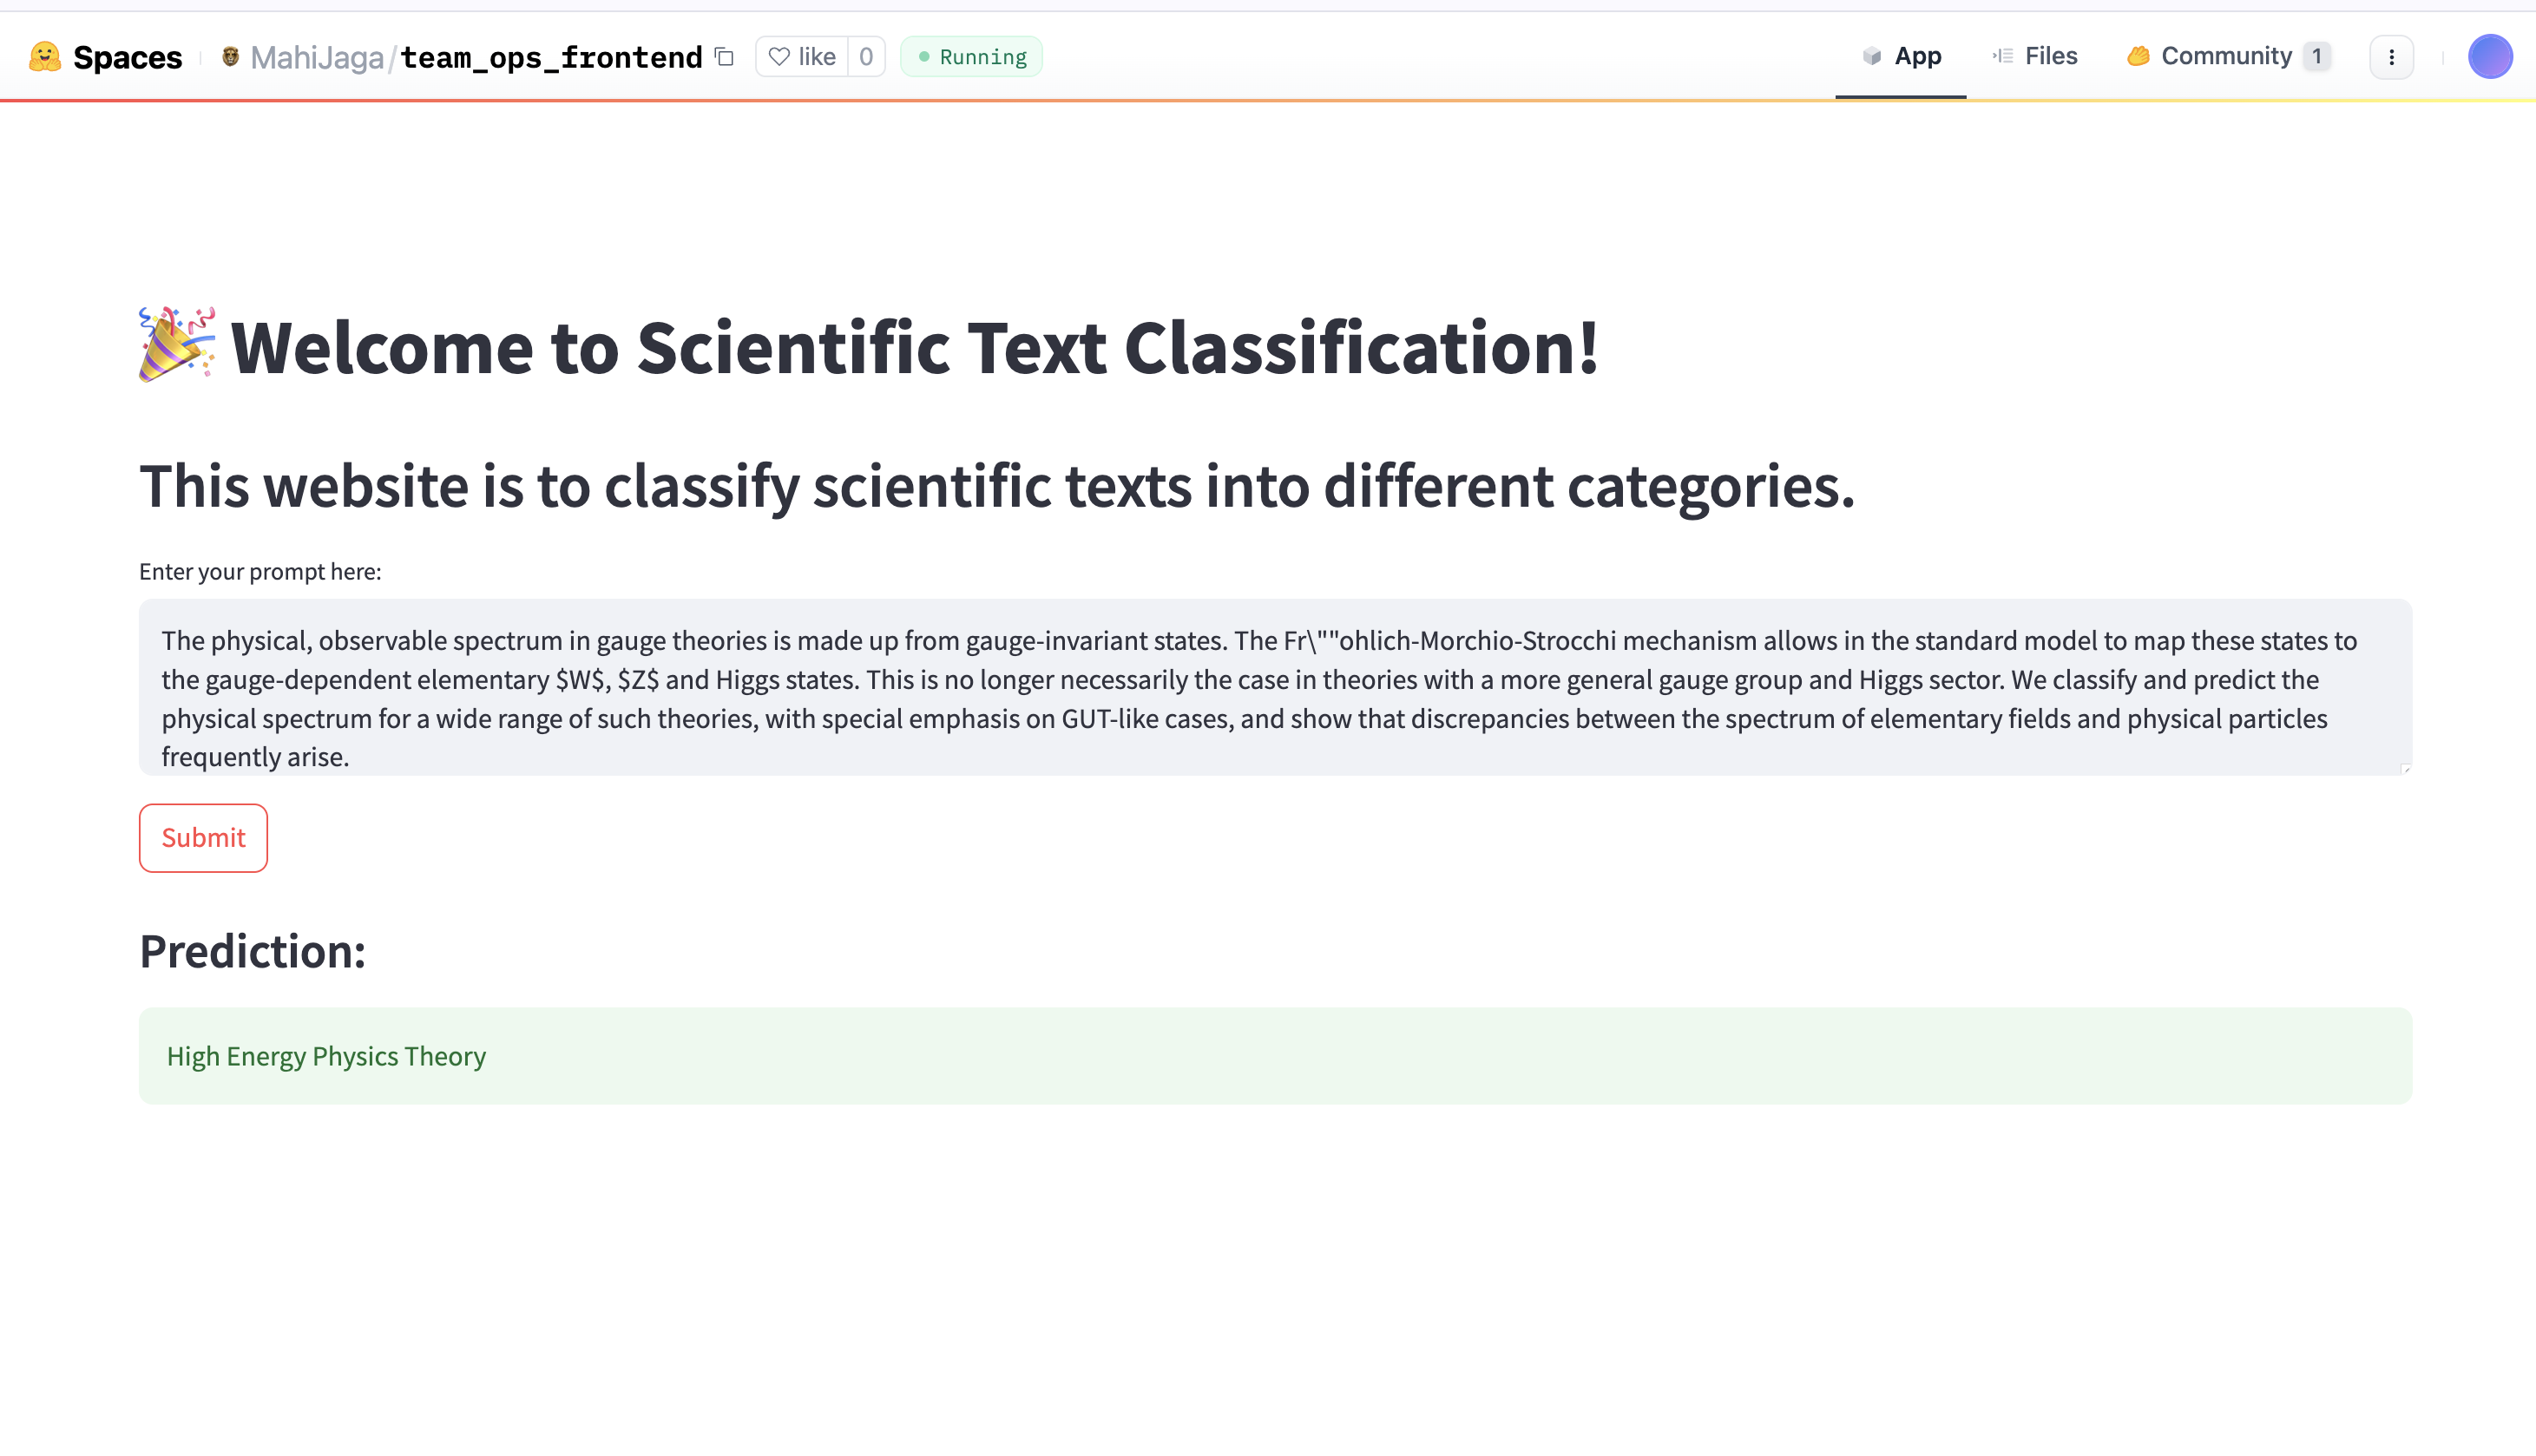 Spaces MahiJaga/team_ops_frontend like 0 Running App Files Community 1
Welcome to Scientific Text Classification!
This website is to classify scientific texts into different categories.
Enter your prompt here:
The physical, observable spectrum in gauge theories is made up from gauge-invariant states. The Fr\""ohlich-Morchio-Strocchi mechanism allows in the standard model to map these states to
the gauge-dependent elementary $W$, $Z$ and Higgs states. This is no longer necessarily the case in theories with a more general gauge group and Higgs sector. We classify and predict the
physical spectrum for a wide range of such theories, with special emphasis on GUT-like cases, and show that discrepancies between the spectrum of elementary fields and physical particles
frequently arise.
Submit
Prediction:
High Energy Physics Theory